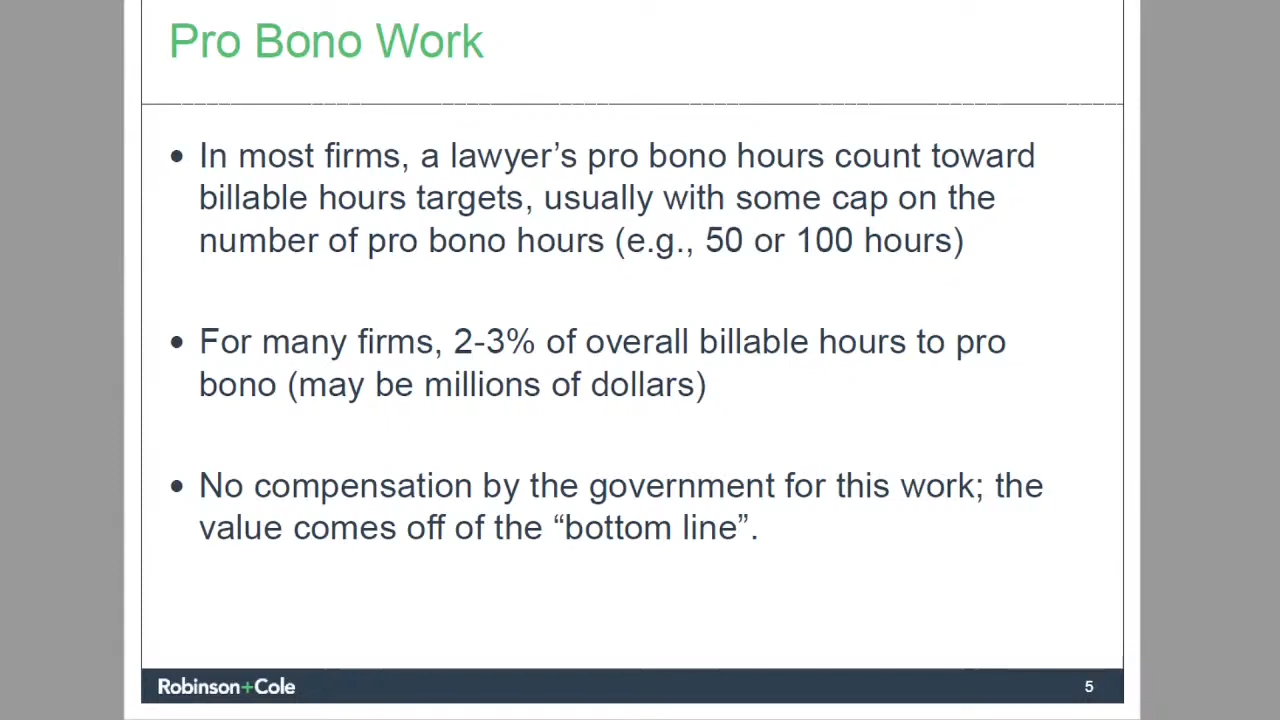 Pro Bono Work
• In most firms, a lawyer’s pro bono hours count toward
billable hours targets, usually with some cap on the
number of pro bono hours (e.g., 50 or 100 hours)
• For many firms, 2-3% of overall billable hours to pro
bono (may be millions of dollars)
• No compensation by the government for this work; the
value comes off of the “bottom line”.
Robinson+Cole
5